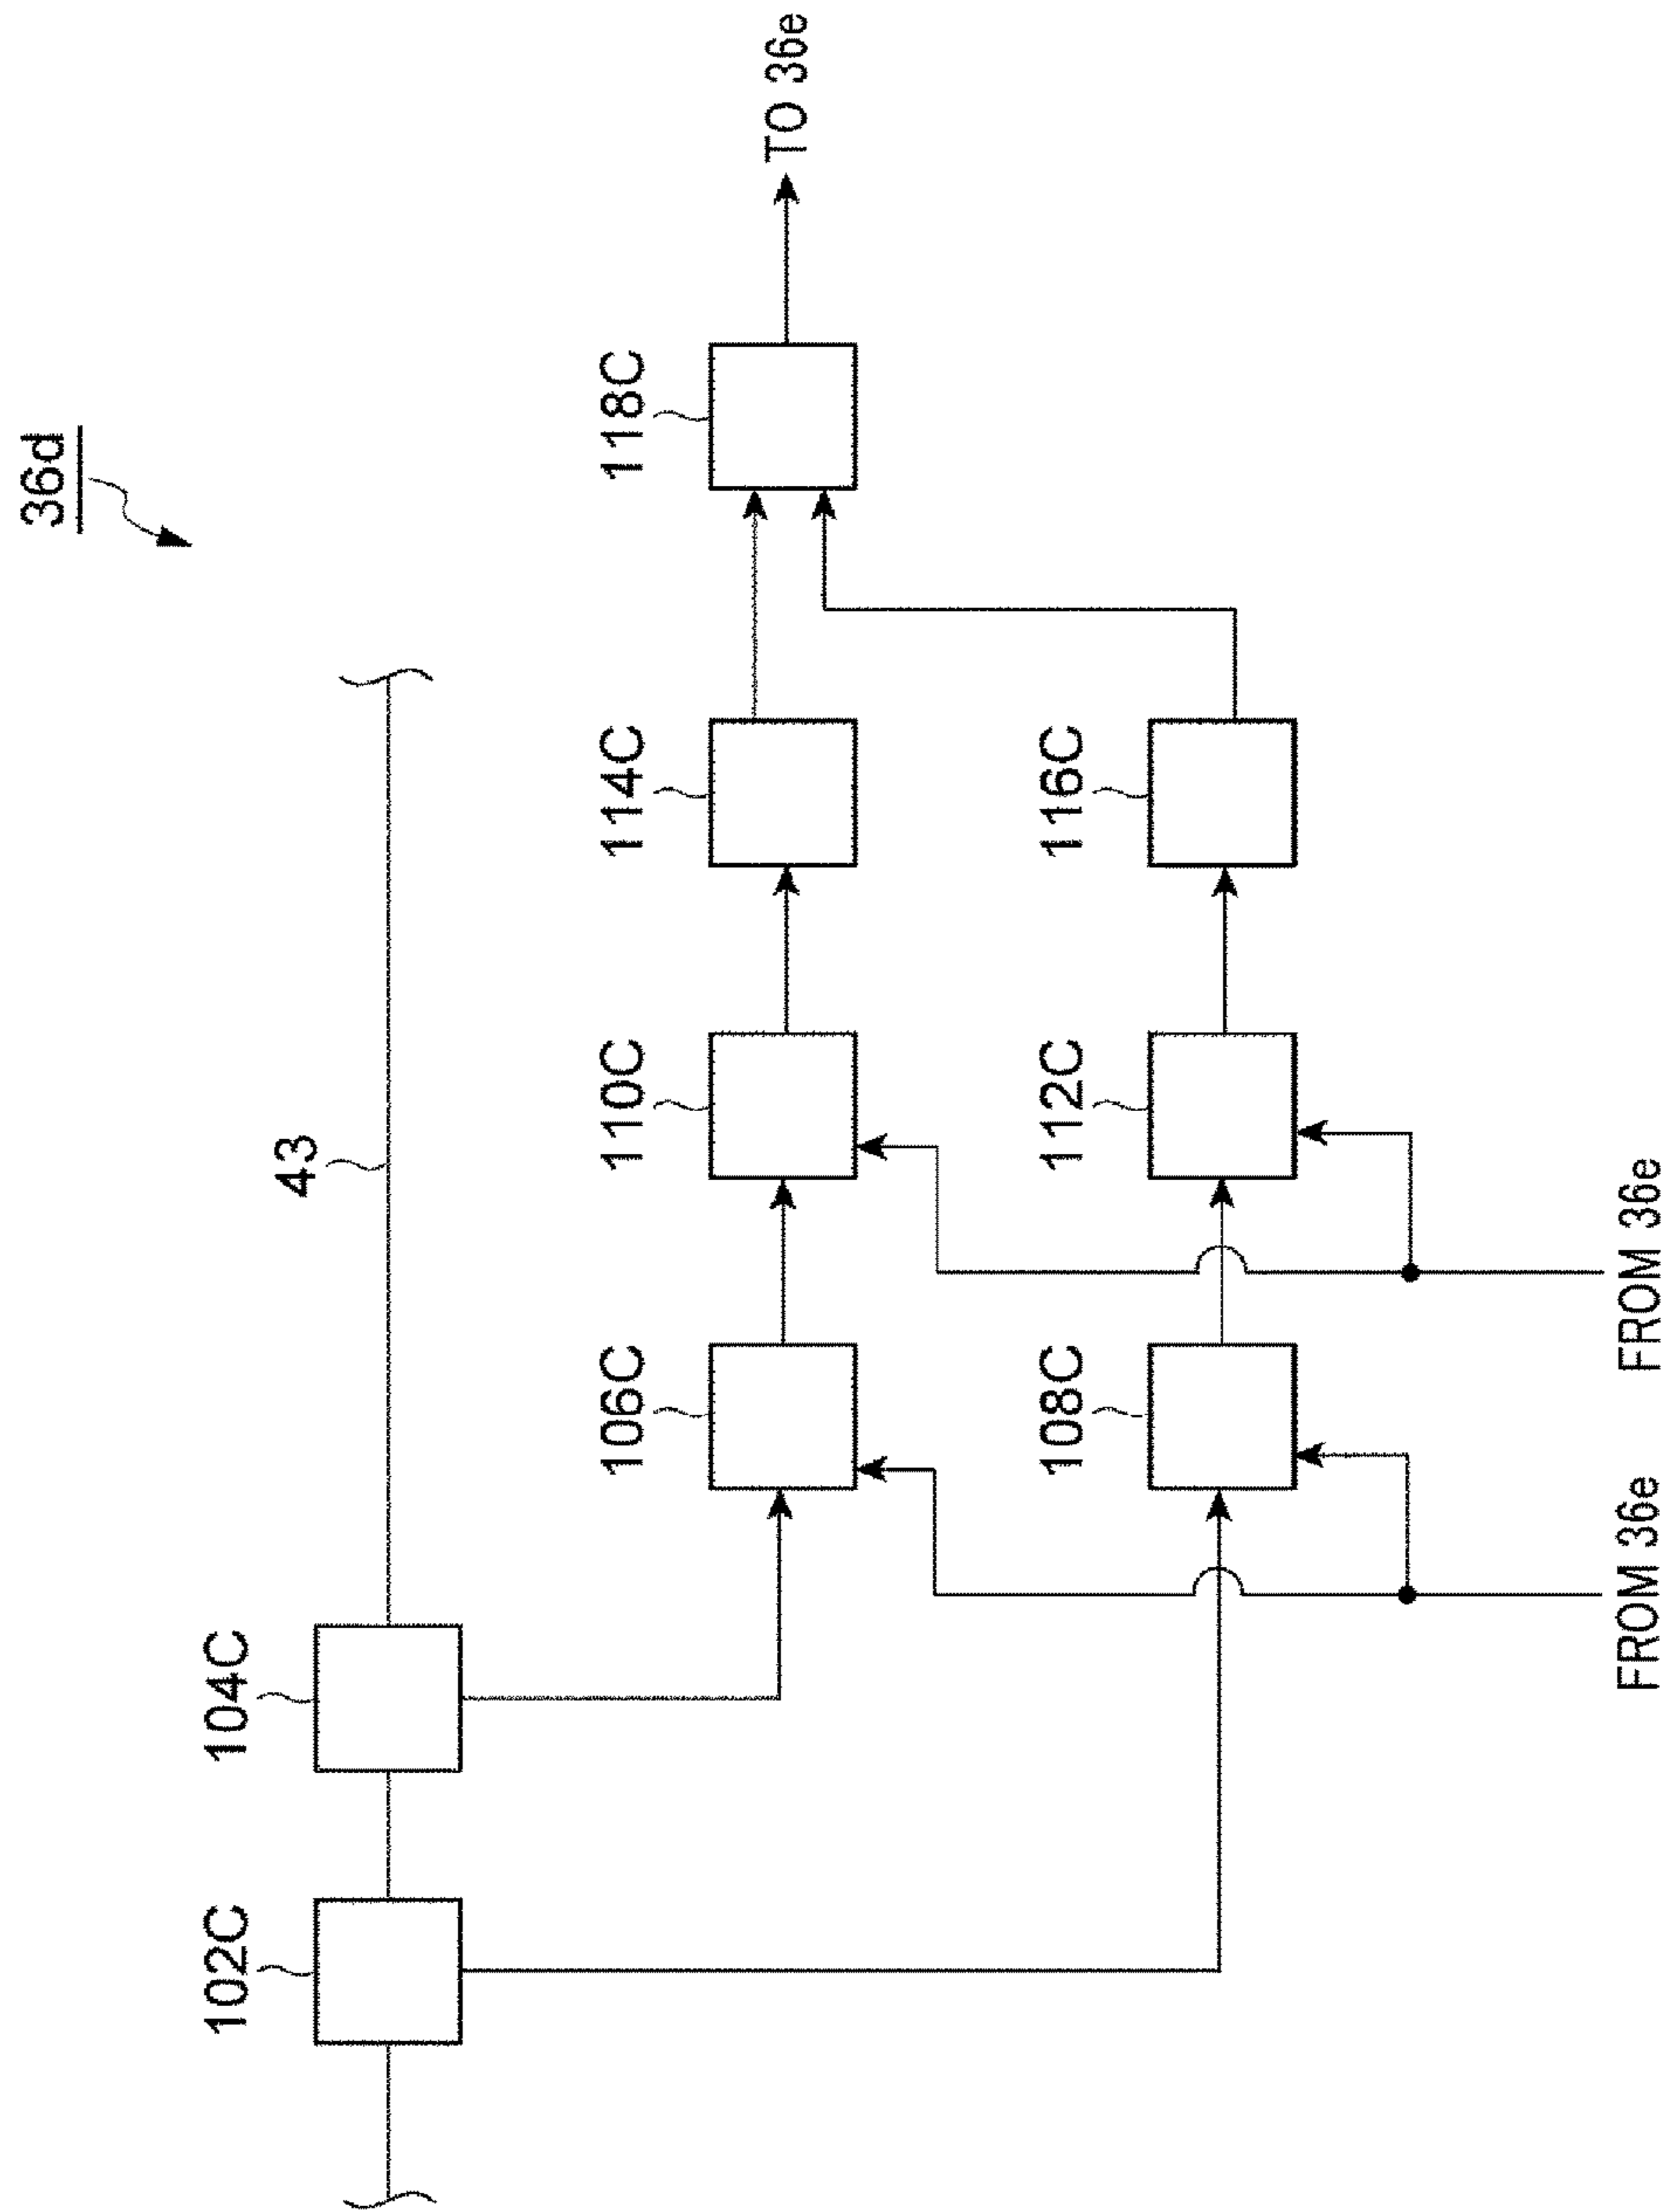 36d
43
102C
104C
106C
110C
114C
118C
TO 36e
108C
112C
116C
FROM 36e
FROM 36e